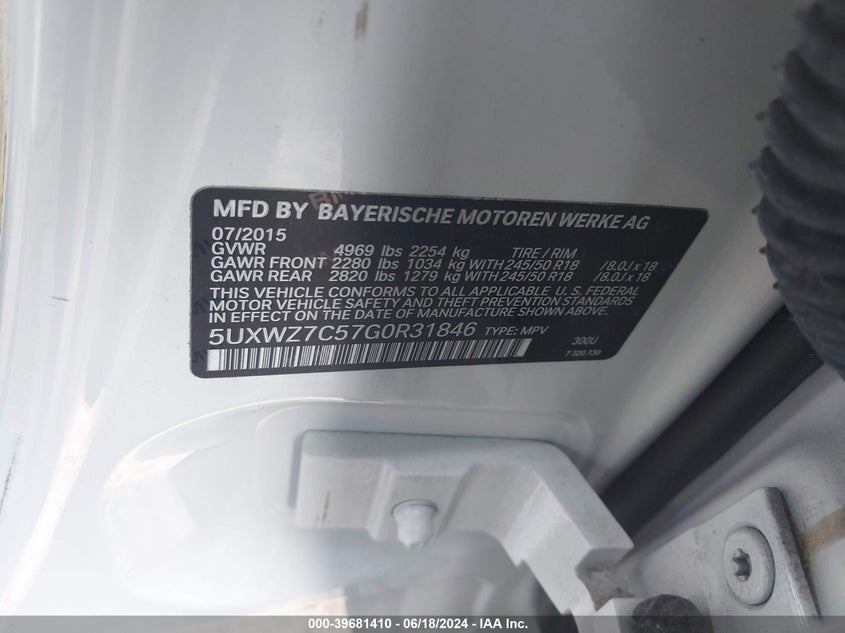 MFD BY BAYERISCHE MOTOREN WERKE AG
07/2015
GVWR 4969 lbs 2254 kg TIRE / RIM
GAWR FRONT 2280 lbs 1034 kg WITH 245/50 R18 /8.0J x 18
GAWR REAR 2820 lbs 1279 kg WITH 245/50 R18 /8.0J x 18
THIS VEHICLE CONFORMS TO ALL APPLICABLE U.S. FEDERAL
MOTOR VEHICLE SAFETY AND THEFT PREVENTION STANDARDS
IN EFFECT ON THE DATE OF MANUFACTURE SHOWN ABOVE.
5UXWZ7C57G0R31846 TYPE: MPV
300U
7 320 730
000-39681410 - 06/18/2024 - IAA Inc.